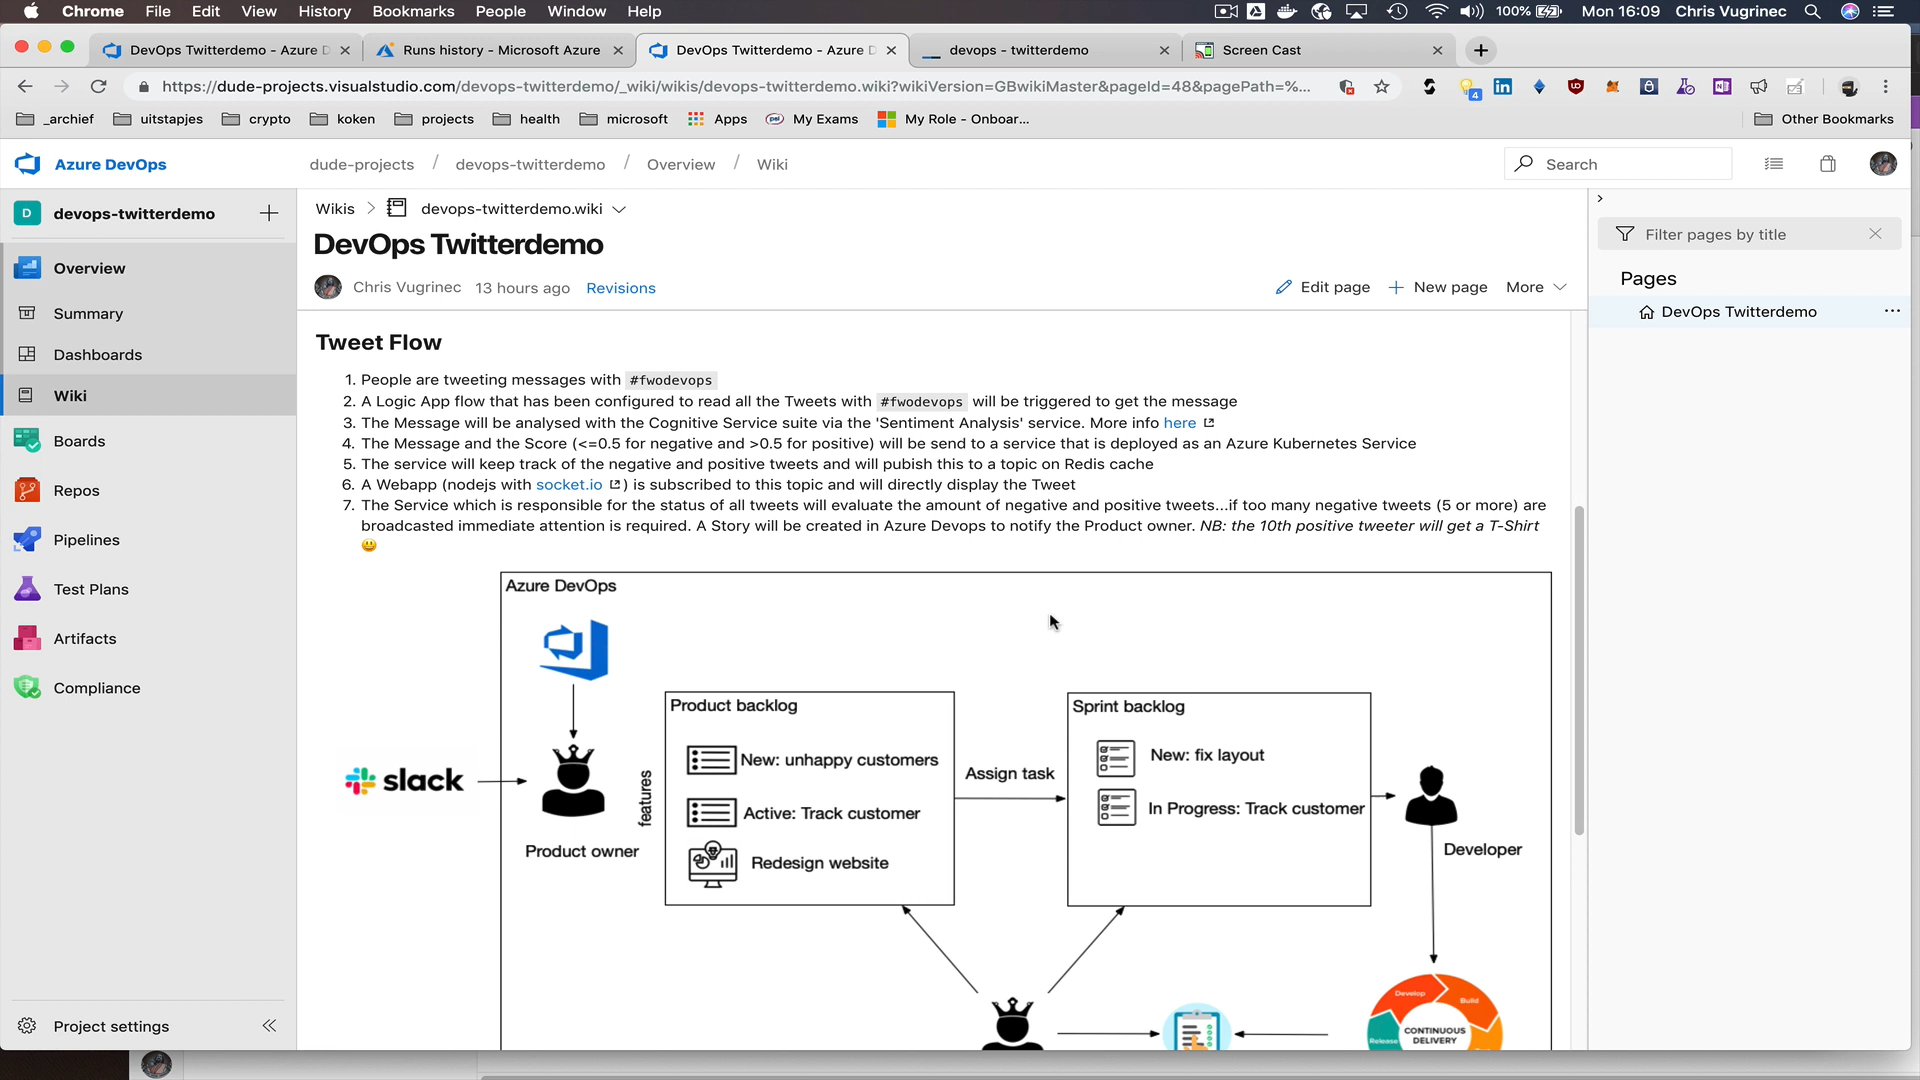 Chrome File Edit View History Bookmarks People Window Help 100% Mon 16:09 Chris Vugrinec
DevOps Twitterdemo - Azure D Runs history - Microsoft Azure DevOps Twitterdemo - Azure D devops - twitterdemo Screen Cast
https://dude-projects.visualstudio.com/devops-twitterdemo/_wiki/wikis/devops-twitterdemo.wiki?wikiVersion=GBwikiMaster&pageId=48&pagePath=%... 4
_archief uitstapjes crypto koken projects health microsoft Apps psi My Exams My Role - Onboar... Other Bookmarks
Azure DevOps dude-projects / devops-twitterdemo / Overview / Wiki Search
D devops-twitterdemo
Overview
Summary
Dashboards
Wiki
Boards
Repos
Pipelines
Test Plans
Artifacts
Compliance
Project settings
Wikis > devops-twitterdemo.wiki
DevOps Twitterdemo
Chris Vugrinec 13 hours ago Revisions Edit page New page More
Tweet Flow
1. People are tweeting messages with #fwodevops
2. A Logic App flow that has been configured to read all the Tweets with #fwodevops will be triggered to get the message
3. The Message will be analysed with the Cognitive Service suite via the 'Sentiment Analysis' service. More info here
4. The Message and the Score (<=0.5 for negative and >0.5 for positive) will be send to a service that is deployed as an Azure Kubernetes Service
5. The service will keep track of the negative and positive tweets and will pubish this to a topic on Redis cache
6. A Webapp (nodejs with socket.io ) is subscribed to this topic and will directly display the Tweet
7. The Service which is responsible for the status of all tweets will evaluate the amount of negative and positive tweets...if too many negative tweets (5 or more) are
broadcasted immediate attention is required. A Story will be created in Azure Devops to notify the Product owner. NB: the 10th positive tweeter will get a T-Shirt
😃
Azure DevOps
slack
Product owner
features
Product backlog
New: unhappy customers
Active: Track customer
Redesign website
Assign task
Sprint backlog
New: fix layout
In Progress: Track customer
Developer
Develop
Build
CONTINUOUS
DELIVERY
Release
Filter pages by title
Pages
DevOps Twitterdemo